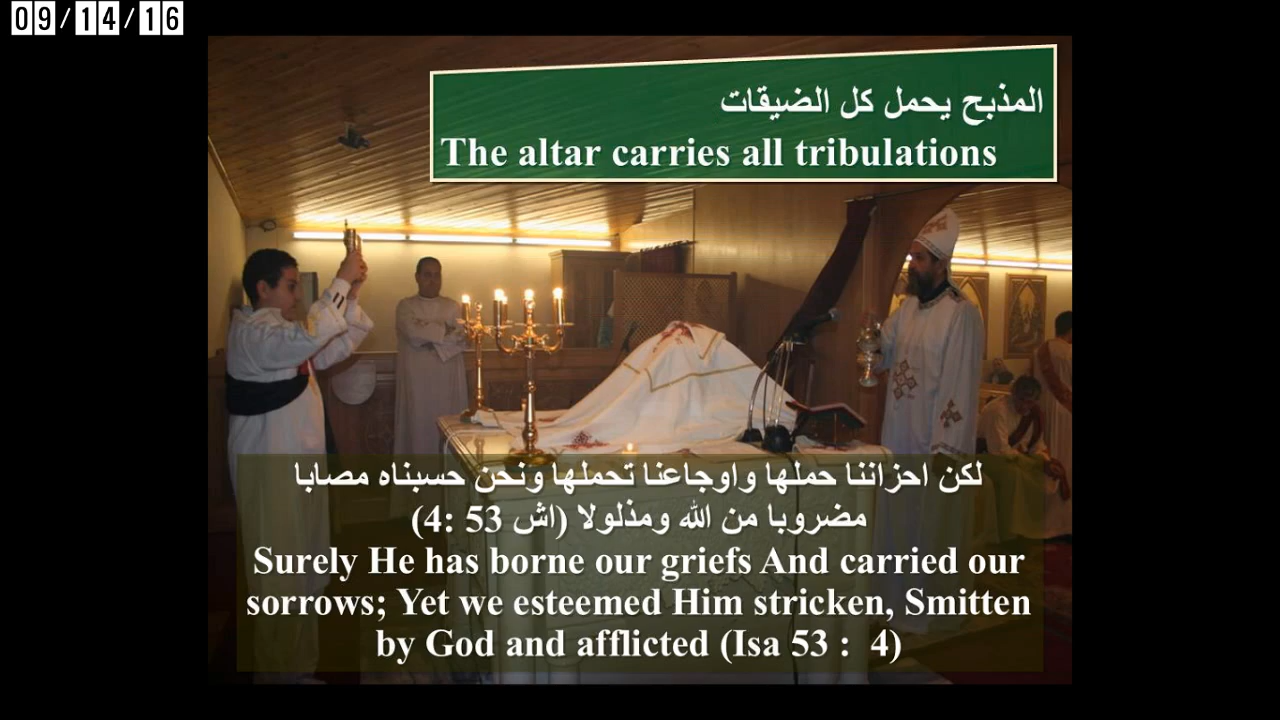 09/14/16
المذبح يحمل كل الضيقات
The altar carries all tribulations
لكن احزاننا حملها واوجاعنا تحملها ونحن حسبناه مصابا
مضروبا من الله ومذلولا (اش 53 :4)
Surely He has borne our griefs And carried our
sorrows; Yet we esteemed Him stricken, Smitten
by God and afflicted (Isa 53 : 4)